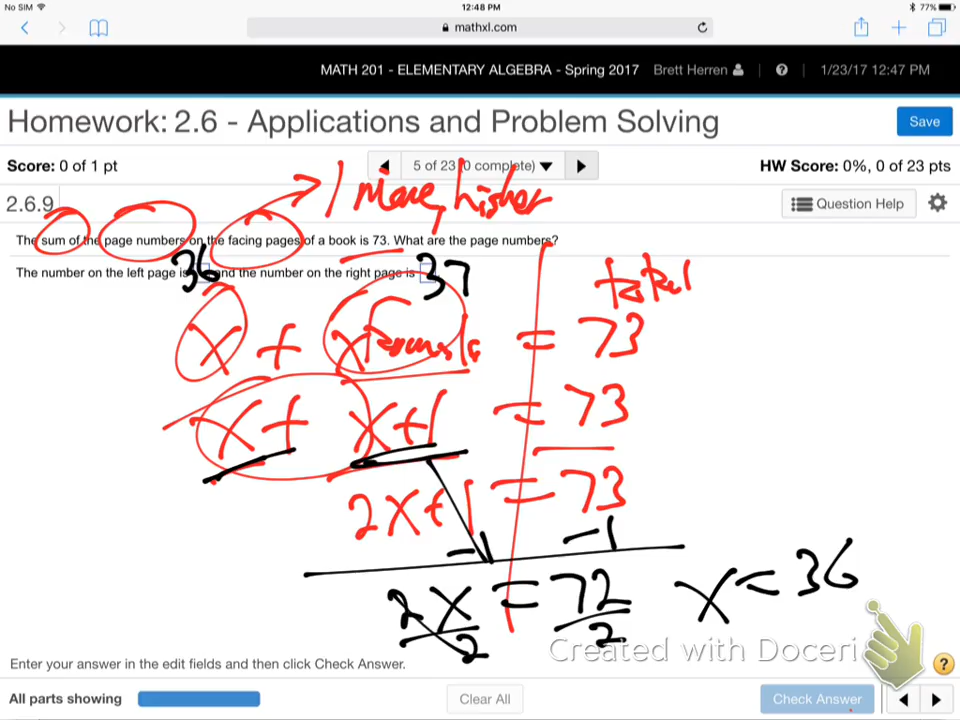 No SIM 12:48 PM 77%
mathxl.com
MATH 201 - ELEMENTARY ALGEBRA - Spring 2017 Brett Herren ? 1/23/17 12:47 PM
Homework: 2.6 - Applications and Problem Solving Save
Score: 0 of 1 pt 5 of 23 (0 complete) HW Score: 0%, 0 of 23 pts
1 more, higher
2.6.9 Question Help
The sum of the page numbers on the facing pages of a book is 73. What are the page numbers?
The number on the left page is 36 and the number on the right page is 37
total
x + x = 73
x + x+1 = 73
2x+1 = 73
-1 -1
2x = 72 x = 36
2 2
Created with Doceri
Enter your answer in the edit fields and then click Check Answer. ?
All parts showing Clear All Check Answer